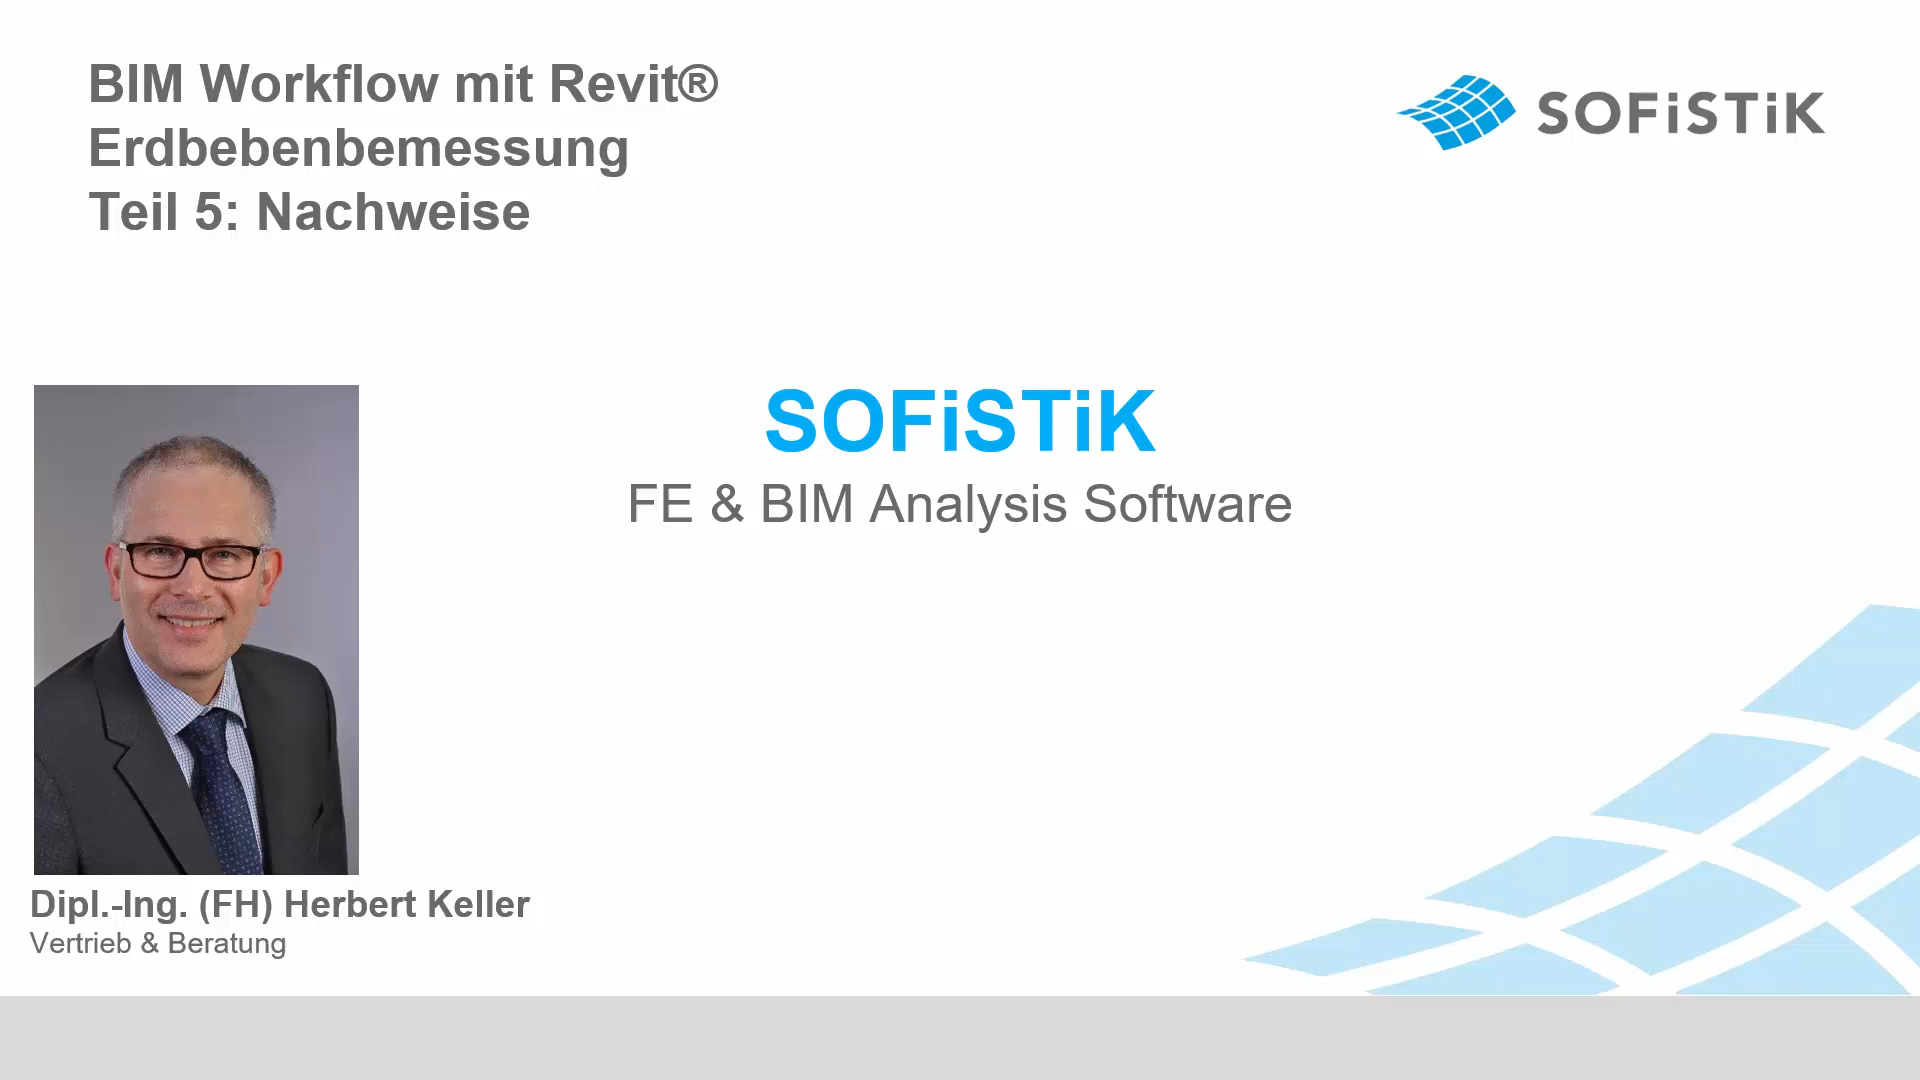 BIM Workflow mit Revit®
Erdbebenbemessung
Teil 5: Nachweise
SOFiSTiK
SOFiSTiK
FE & BIM Analysis Software
Dipl.-Ing. (FH) Herbert Keller
Vertrieb & Beratung